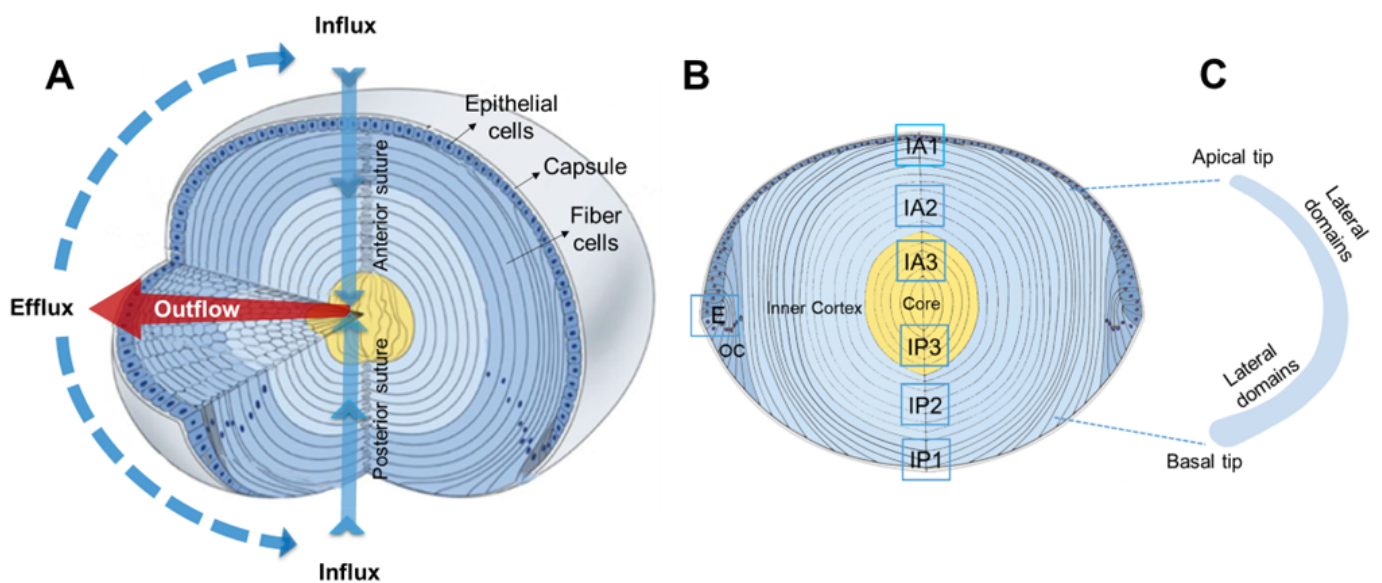 A
Influx
Epithelial
cells
Capsule
Fiber
cells
Anterior suture
Efflux
Outflow
Posterior suture
Influx
B
IA1
IA2
IA3
Inner Cortex
Core
E
OC
IP3
IP2
IP1
C
Apical tip
Lateral
domains
Lateral
domains
Basal tip